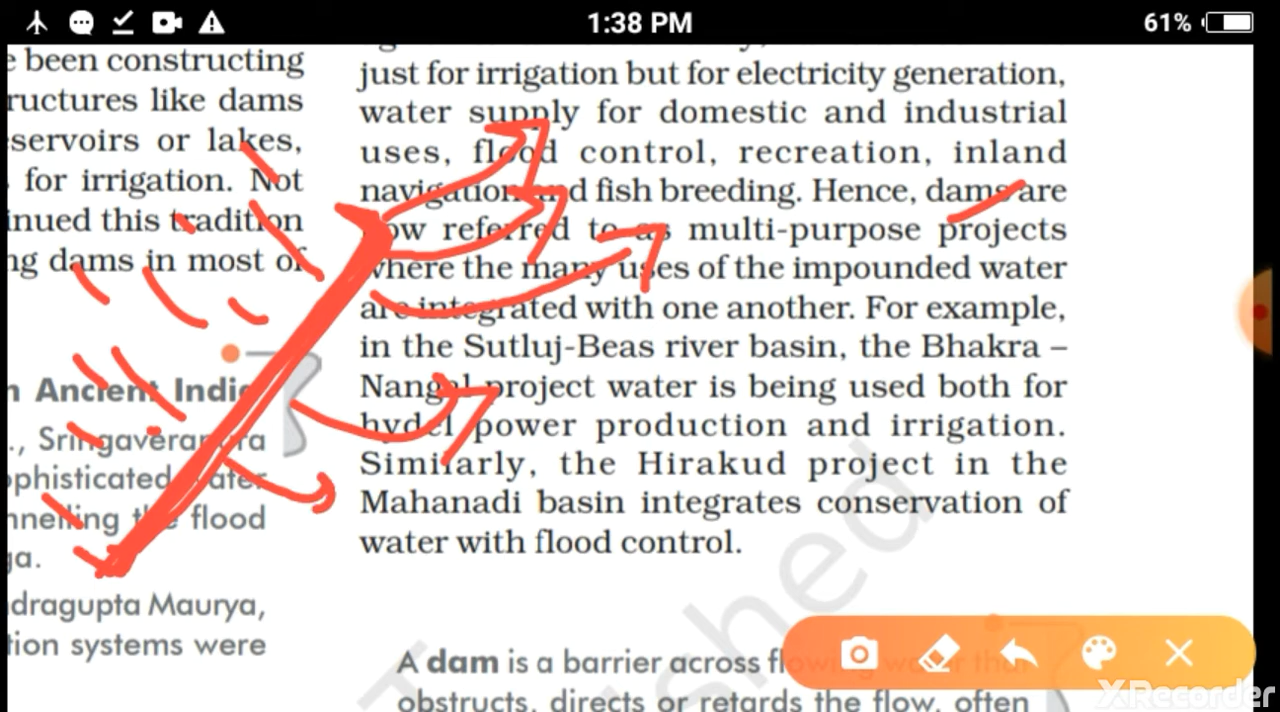 1:38 PM
61%
e been constructing
ructures like dams
servoirs or lakes,
for irrigation. Not
inued this tradition
ng dams in most of
n Ancient India
., Sringaverapura
ophisticated water
nnelling the flood
ga.
dragupta Maurya,
tion systems were
just for irrigation but for electricity generation,
water supply for domestic and industrial
uses, flood control, recreation, inland
navigation and fish breeding. Hence, dams are
now referred to as multi-purpose projects
where the many uses of the impounded water
are integrated with one another. For example,
in the Sutluj-Beas river basin, the Bhakra –
Nangal project water is being used both for
hydel power production and irrigation.
Similarly, the Hirakud project in the
Mahanadi basin integrates conservation of
water with flood control.
A dam is a barrier across flowing water that
obstructs, directs or retards the flow, often
shed
XRecorder